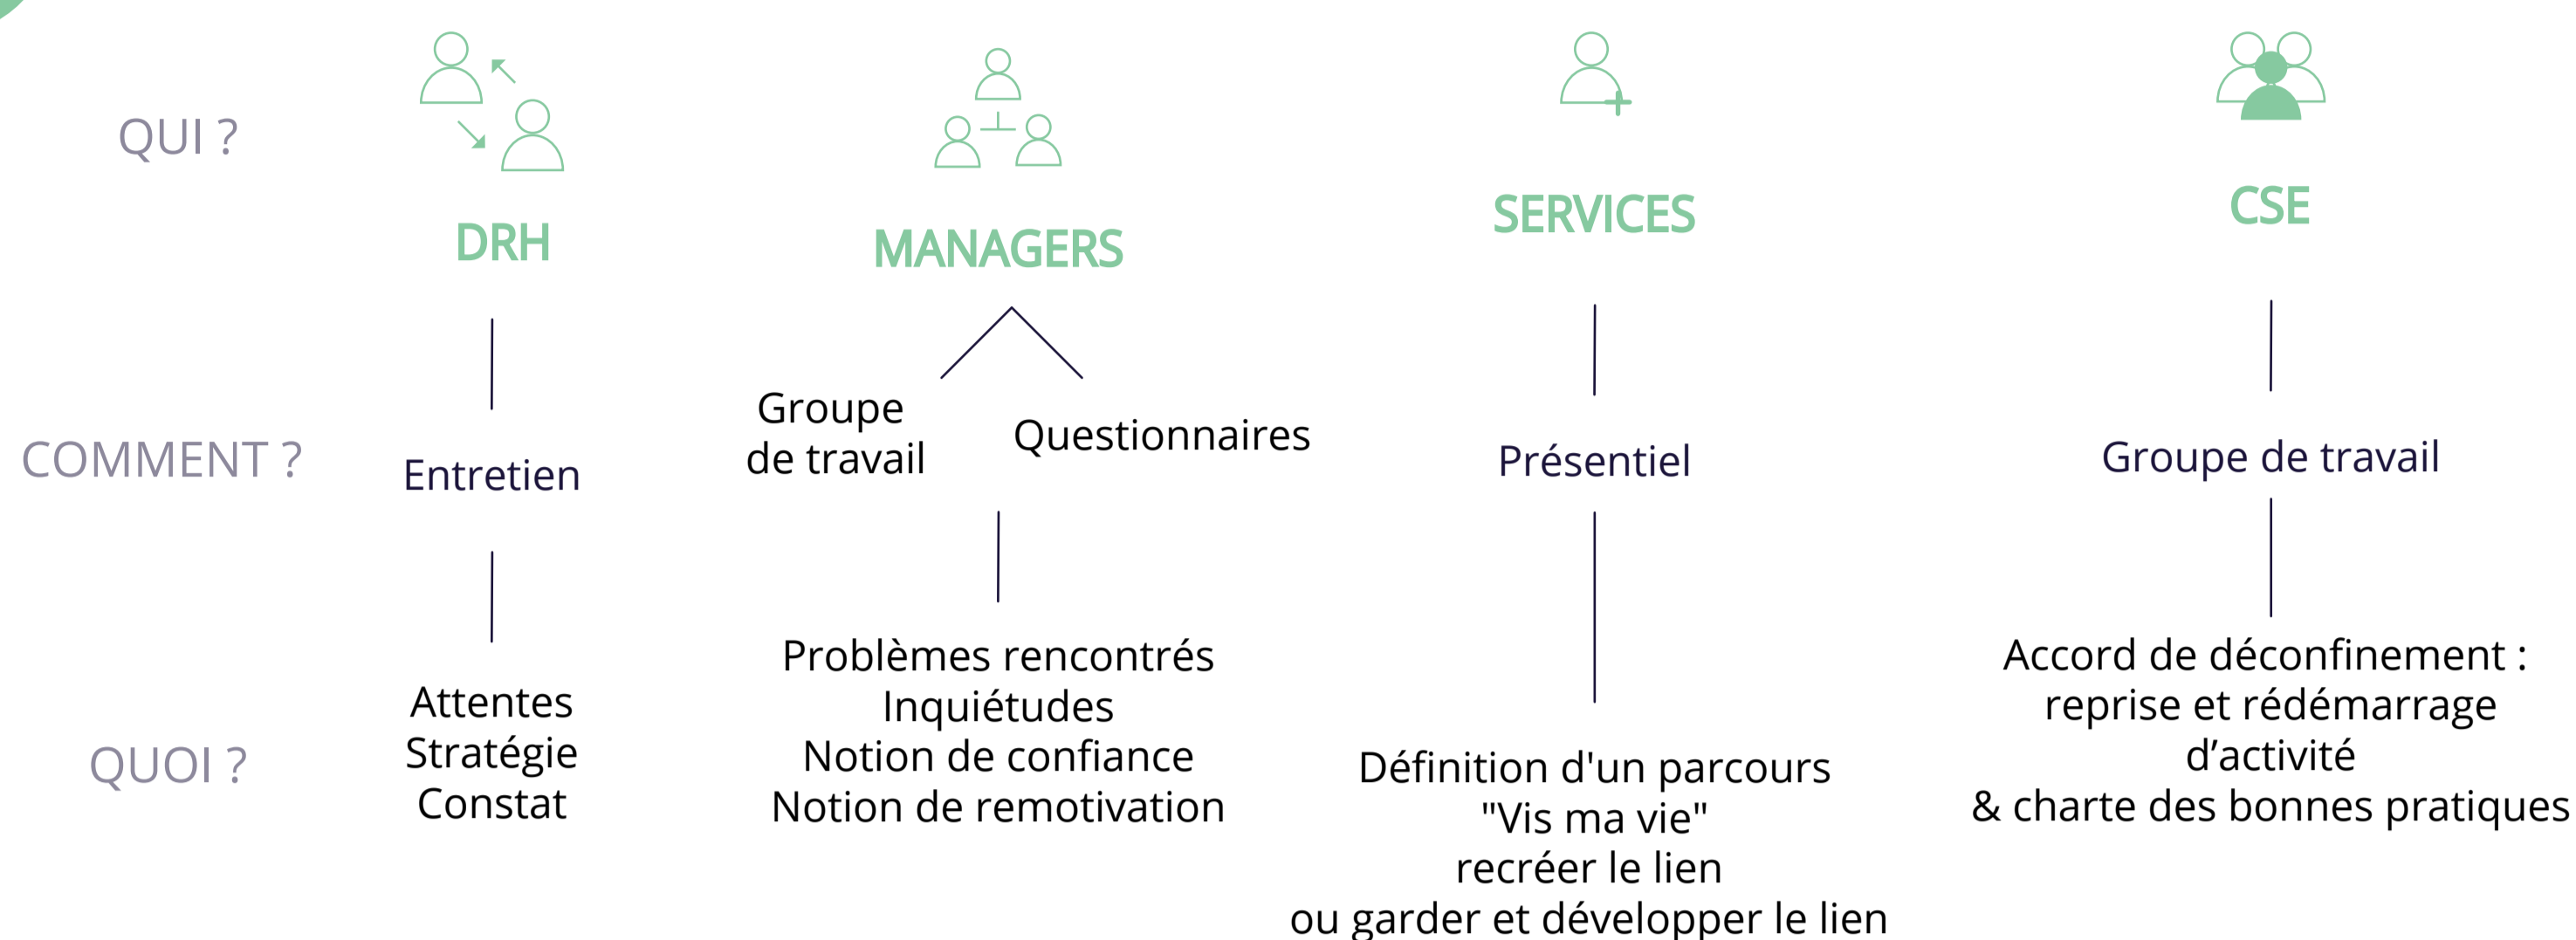 QUI ?
DRH
MANAGERS
SERVICES
CSE
COMMENT ?
Entretien
Groupe
de travail
Questionnaires
Présentiel
Groupe de travail
QUOI ?
Attentes
Stratégie
Constat
Problèmes rencontrés
Inquiétudes
Notion de confiance
Notion de remotivation
Définition d'un parcours
"Vis ma vie"
recréer le lien
ou garder et développer le lien
Accord de déconfinement :
reprise et rédémarrage
d’activité
& charte des bonnes pratiques